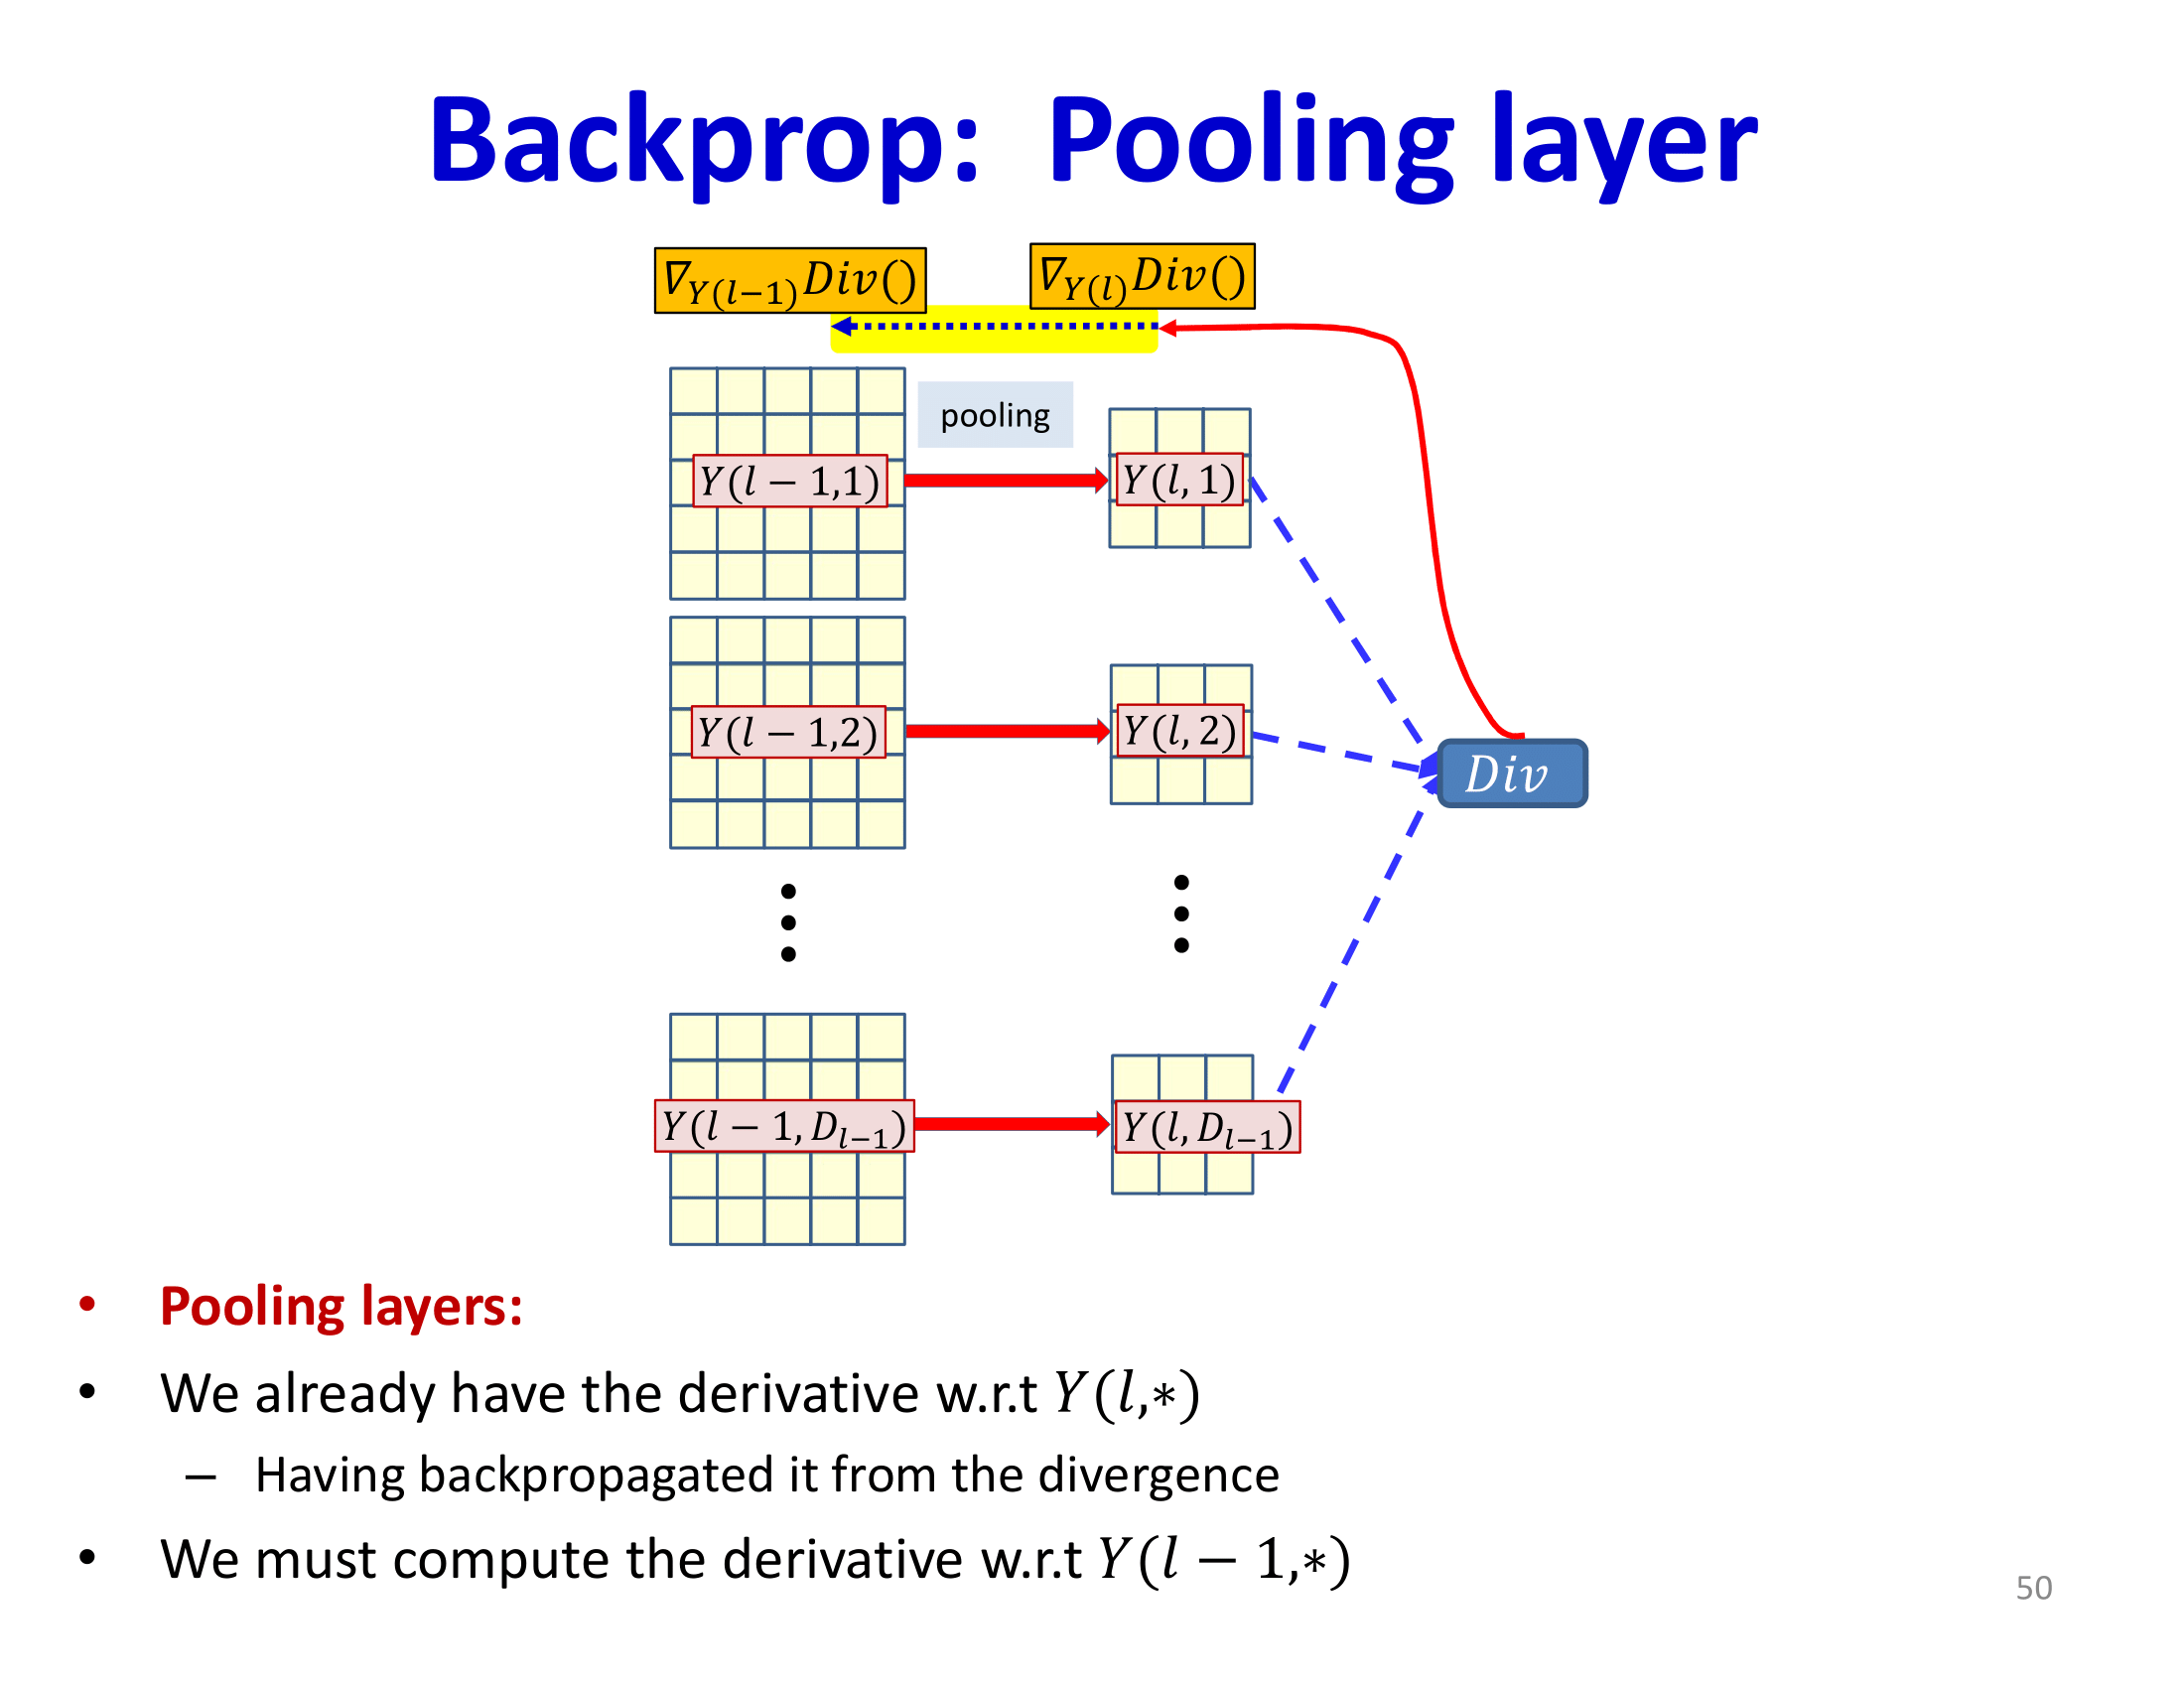 Backprop: Pooling layer
∇_{Y(l−1)}Div() ∇_{Y(l)}Div()
pooling
Y(l − 1,1) Y(l, 1)
Y(l − 1,2) Y(l, 2)
Div
Y(l − 1, D_{l−1}) Y(l, D_{l−1})
• Pooling layers:
• We already have the derivative w.r.t Y(l,∗)
– Having backpropagated it from the divergence
• We must compute the derivative w.r.t Y(l − 1,∗)
50